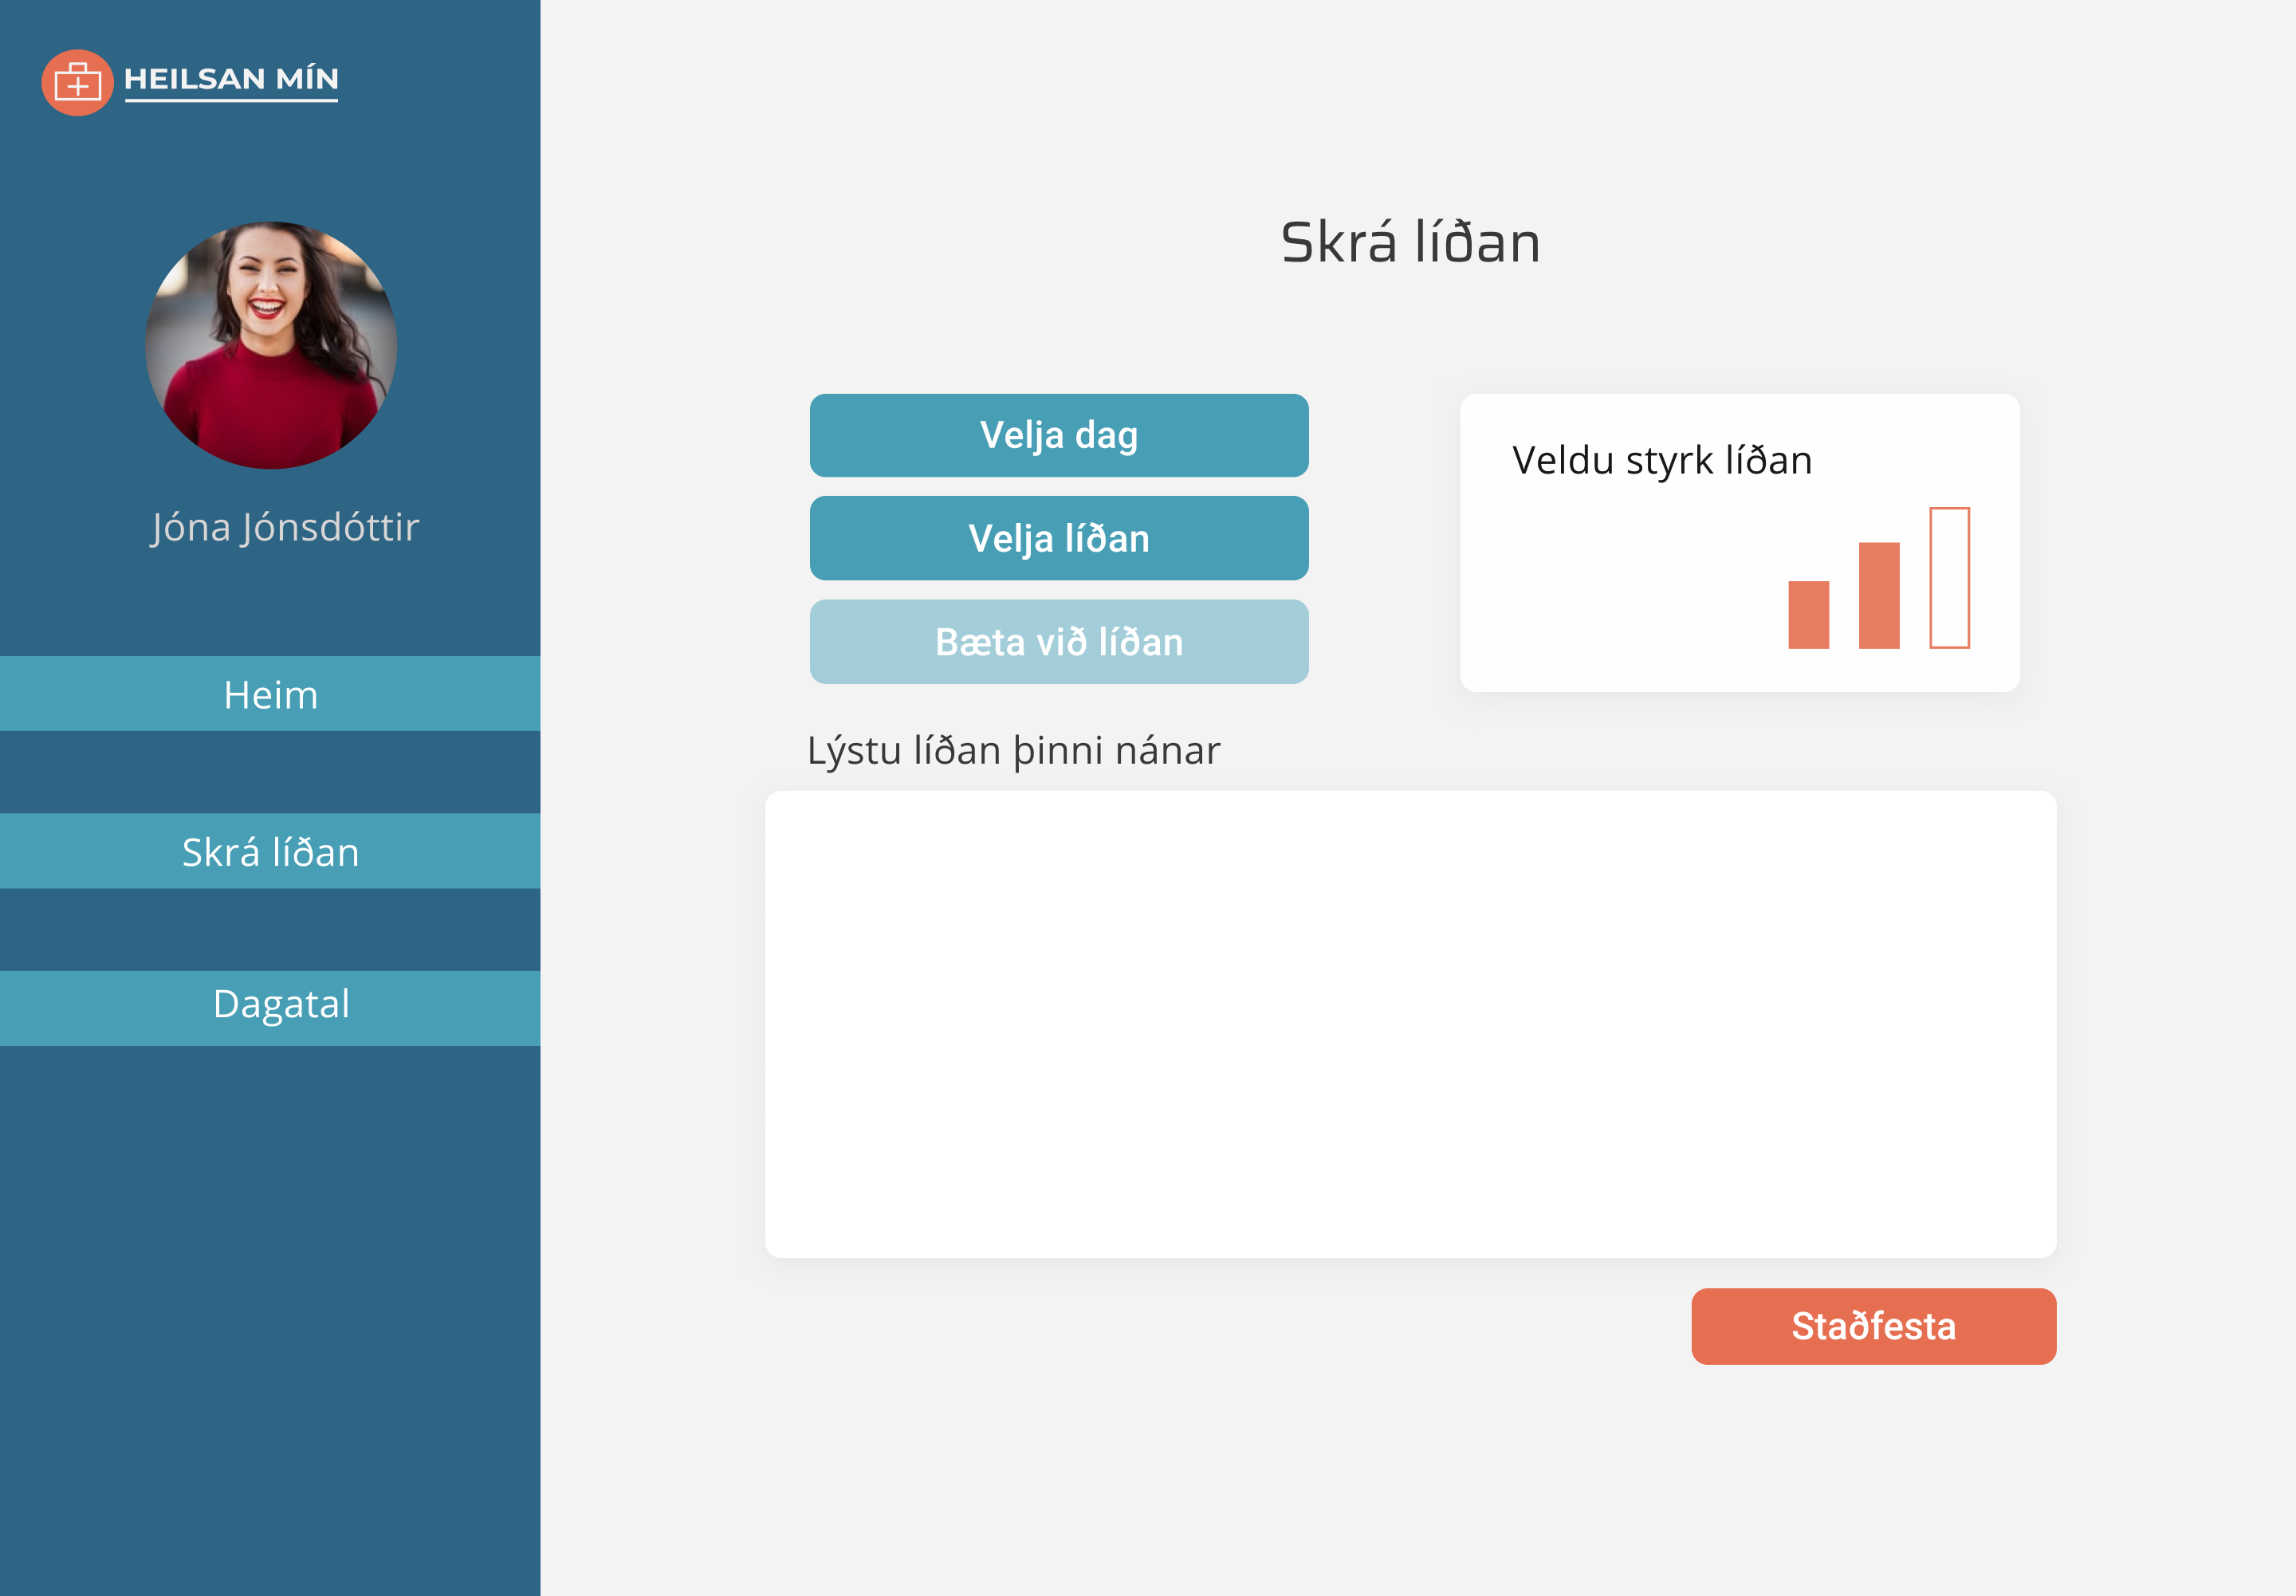 HEILSAN MÍN
Jóna Jónsdóttir
Heim
Skrá líðan
Dagatal
Skrá líðan
Velja dag
Velja líðan
Bæta við líðan
Veldu styrk líðan
Lýstu líðan þinni nánar
Staðfesta